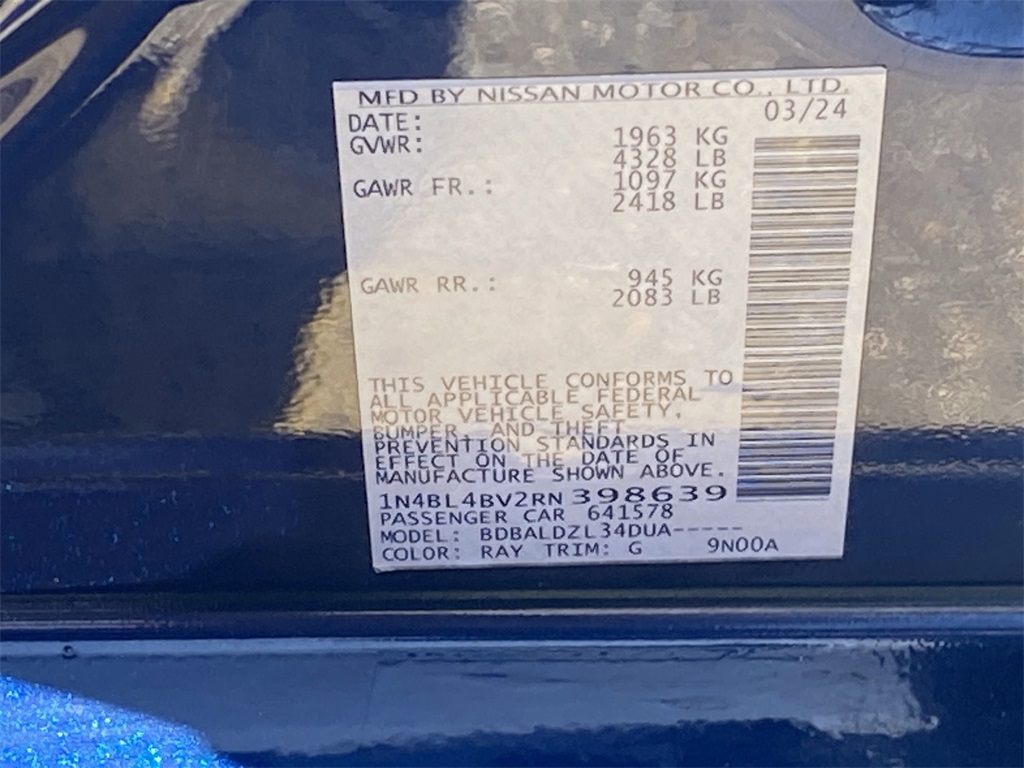 MFD BY NISSAN MOTOR CO., LTD.
DATE: 03/24
GVWR: 1963 KG
4328 LB
GAWR FR.: 1097 KG
2418 LB
GAWR RR.: 945 KG
2083 LB
THIS VEHICLE CONFORMS TO
ALL APPLICABLE FEDERAL
MOTOR VEHICLE SAFETY,
BUMPER, AND THEFT
PREVENTION STANDARDS IN
EFFECT ON THE DATE OF
MANUFACTURE SHOWN ABOVE.
1N4BL4BV2RN398639
PASSENGER CAR 641578
MODEL: BDBALDZL34DUA-----
COLOR: RAY TRIM: G 9N00A